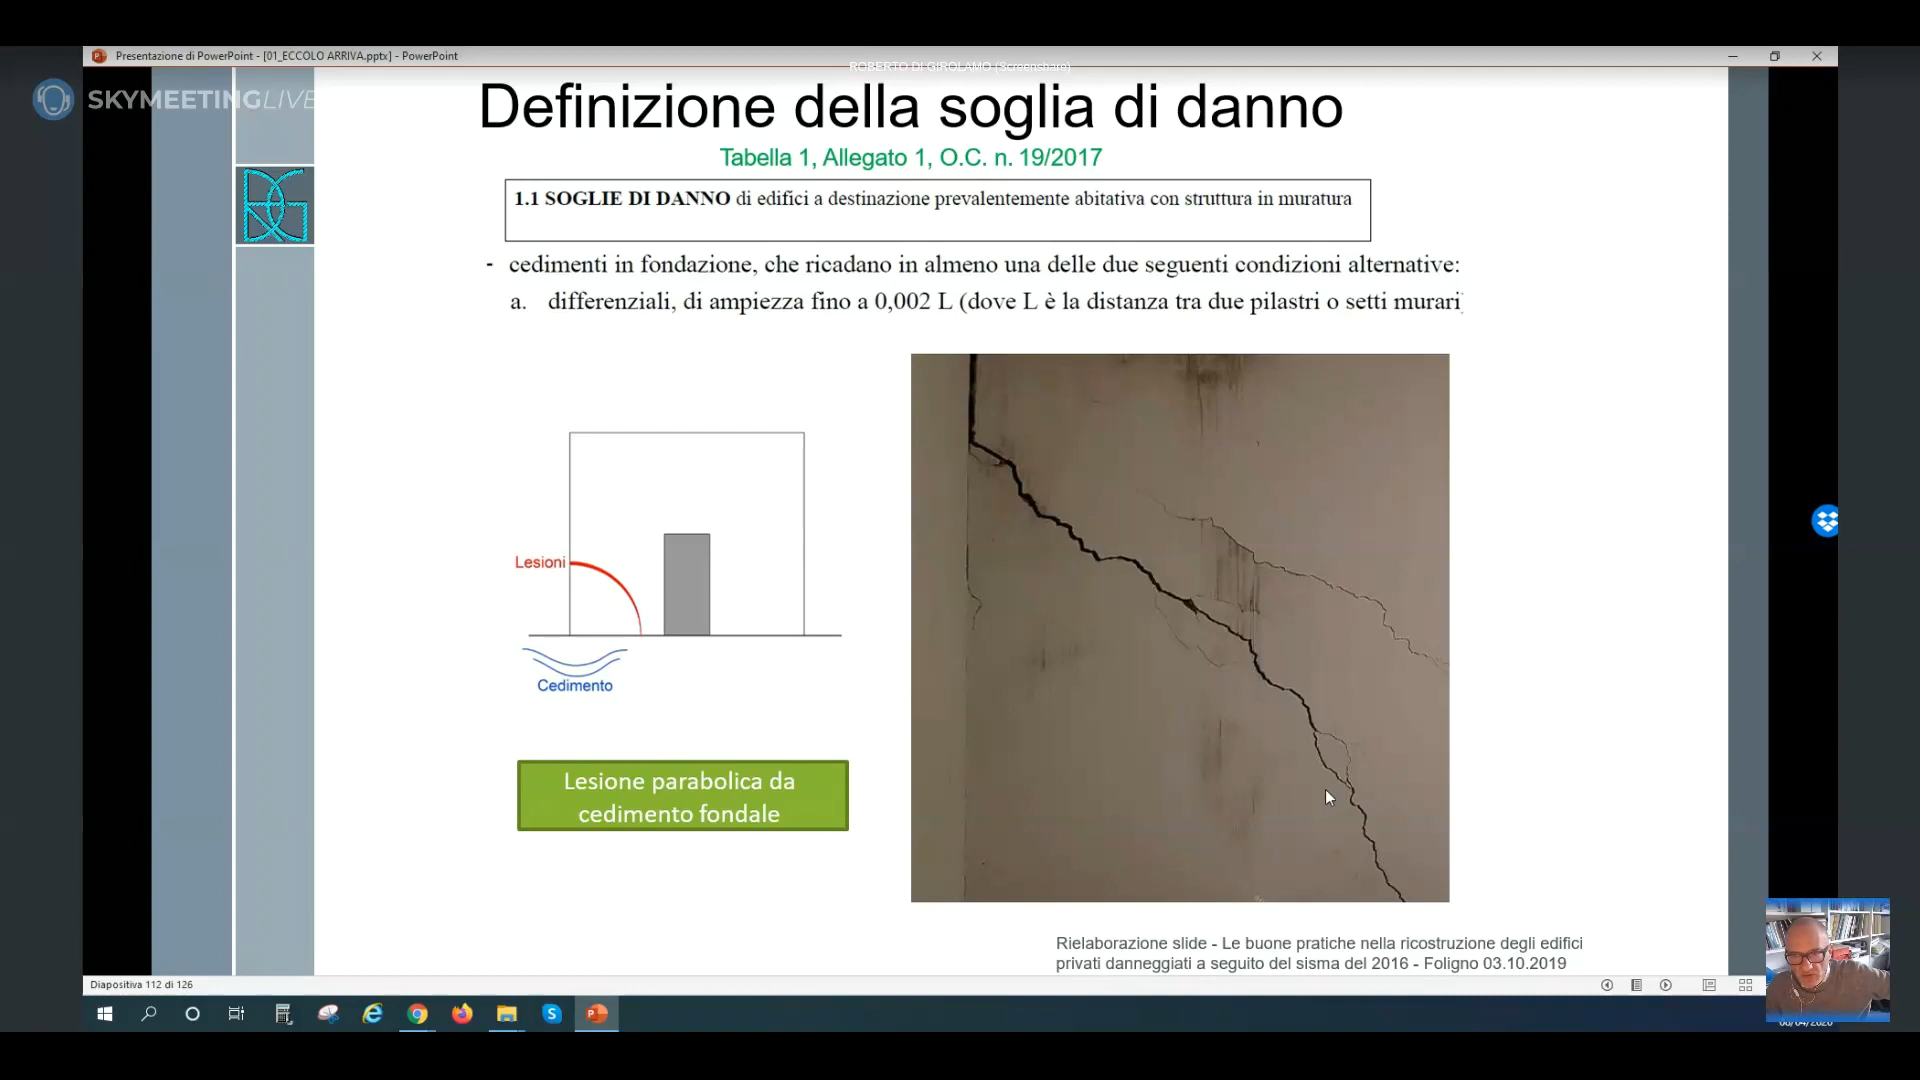 Presentazione di PowerPoint - [01_ECCOLO ARRIVA.pptx] - PowerPoint
ROBERTO DI GIROLAMO (Screenshare)
SKYMEETINGLIVE
Definizione della soglia di danno
Tabella 1, Allegato 1, O.C. n. 19/2017
1.1 SOGLIE DI DANNO di edifici a destinazione prevalentemente abitativa con struttura in muratura
- cedimenti in fondazione, che ricadano in almeno una delle due seguenti condizioni alternative:
a. differenziali, di ampiezza fino a 0,002 L (dove L è la distanza tra due pilastri o setti murari)
Lesioni
Cedimento
Lesione parabolica da
cedimento fondale
Rielaborazione slide - Le buone pratiche nella ricostruzione degli edifici
privati danneggiati a seguito del sisma del 2016 - Foligno 03.10.2019
Diapositiva 112 di 126